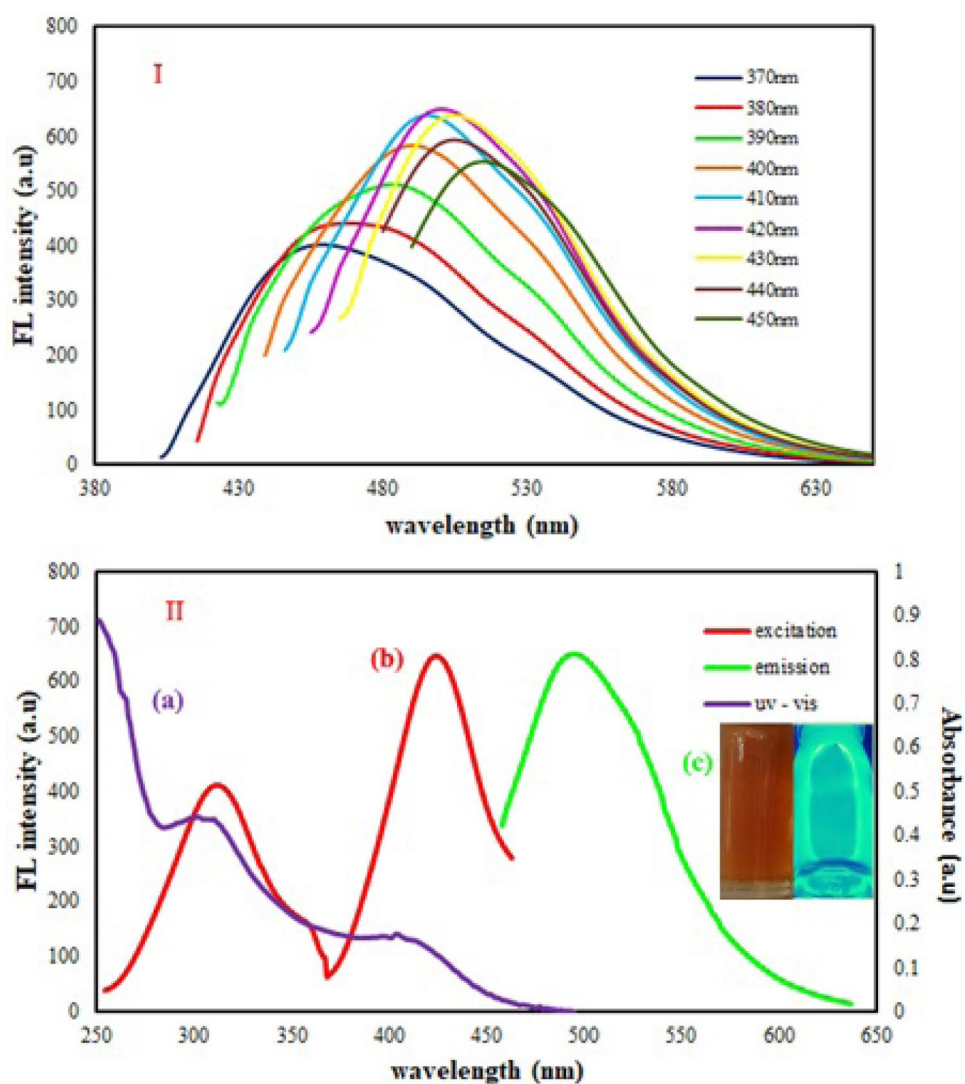 800
I
700
370nm
380nm
600
390nm
400nm
500
410nm
420nm
400
430nm
440nm
300
450nm
200
100
0
FL intensity (a.u)
380 430 480 530 580 630
wavelength (nm)
800 1
II
700 0.9
excitation
(b)
emission
0.8
600 uv - vis
(a)
0.7
500
(c)
0.6
400 0.5
300 0.4
0.3
200
0.2
100
0.1
0 0
FL intensity (a.u)
Absorbance (a.u)
250 300 350 400 450 500 550 600 650
wavelength (nm)